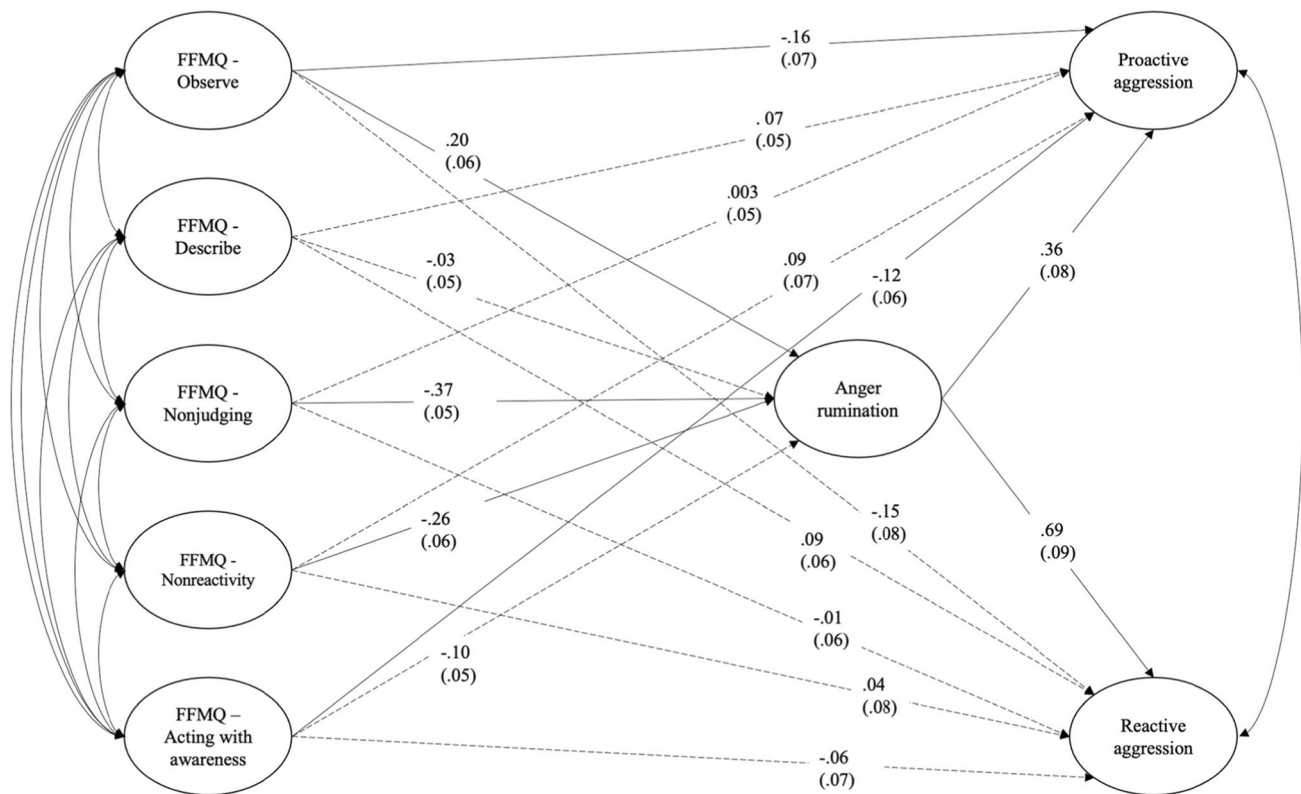 FFMQ -
Observe
FFMQ -
Describe
FFMQ -
Nonjudging
FFMQ -
Nonreactivity
FFMQ –
Acting with
awareness
-.16
(.07)
. 07
(.05)
.20
(.06)
.003
(.05)
-.03
(.05)
.09
(.07)
-.12
(.06)
.36
(.08)
-.37
(.05)
-.26
(.06)
-.15
(.08)
.09
(.06)
.69
(.09)
-.01
(.06)
-.10
(.05)
.04
(.08)
-.06
(.07)
Anger
rumination
Proactive
aggression
Reactive
aggression